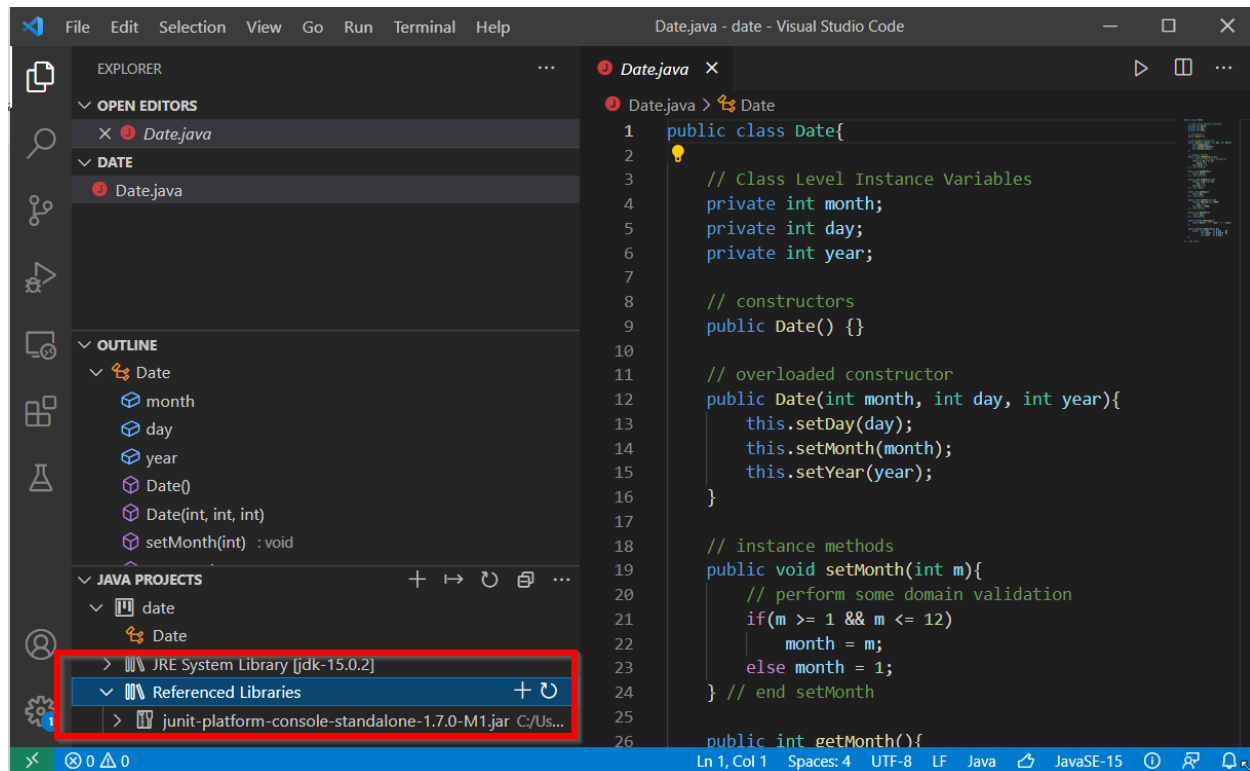 File Edit Selection View Go Run Terminal Help Date.java - date - Visual Studio Code
EXPLORER
OPEN EDITORS
Date.java
DATE
Date.java
OUTLINE
Date
month
day
year
Date()
Date(int, int, int)
setMonth(int) : void
JAVA PROJECTS
date
Date
JRE System Library [jdk-15.0.2]
Referenced Libraries
junit-platform-console-standalone-1.7.0-M1.jar C:/Us...
Date.java
Date.java > Date
1 public class Date{
2
3 // Class Level Instance Variables
4 private int month;
5 private int day;
6 private int year;
7
8 // constructors
9 public Date() {}
10
11 // overloaded constructor
12 public Date(int month, int day, int year){
13 this.setDay(day);
14 this.setMonth(month);
15 this.setYear(year);
16 }
17
18 // instance methods
19 public void setMonth(int m){
20 // perform some domain validation
21 if(m >= 1 && m <= 12)
22 month = m;
23 else month = 1;
24 } // end setMonth
25
26 public int getMonth(){
1
0 0 Ln 1, Col 1 Spaces: 4 UTF-8 LF Java JavaSE-15